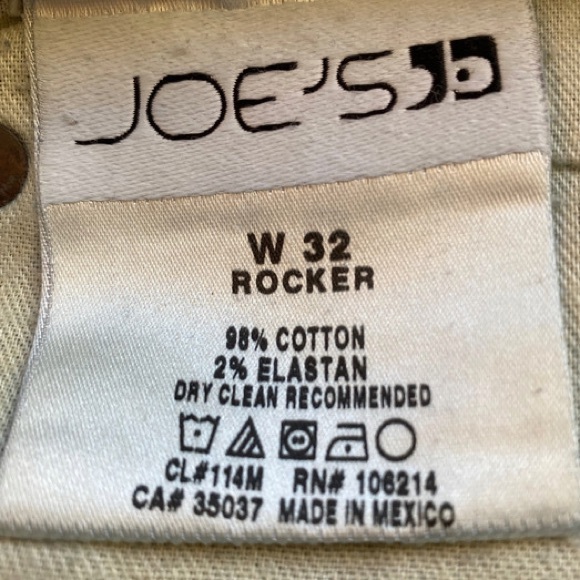 JOE'S
W 32
ROCKER
98% COTTON
2% ELASTAN
DRY CLEAN RECOMMENDED
CL#114M RN# 106214
CA# 35037 MADE IN MEXICO